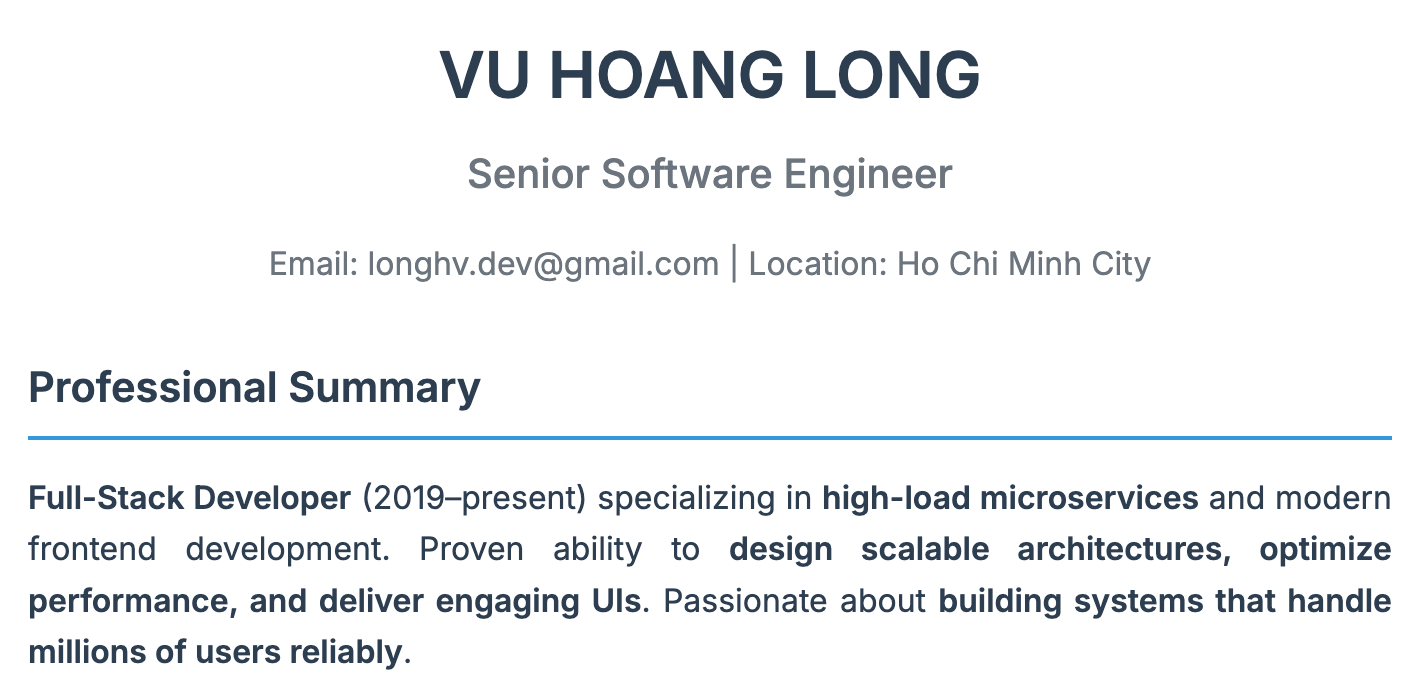 VU HOANG LONG
Senior Software Engineer
Email: longhv.dev@gmail.com | Location: Ho Chi Minh City
Professional Summary
Full-Stack Developer (2019–present) specializing in high-load microservices and modern
frontend development. Proven ability to design scalable architectures, optimize
performance, and deliver engaging UIs. Passionate about building systems that handle
millions of users reliably.